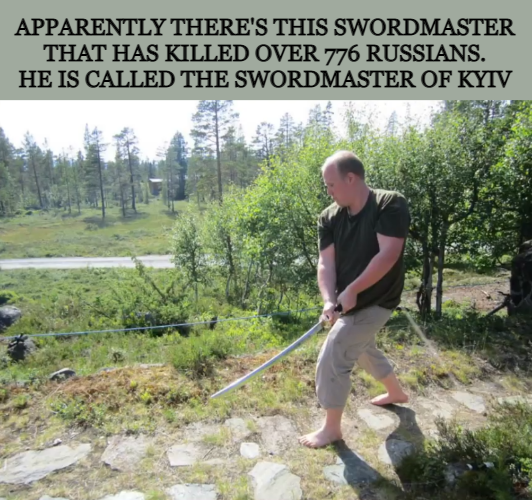 APPARENTLY THERE'S THIS SWORDMASTER
THAT HAS KILLED OVER 776 RUSSIANS.
HE IS CALLED THE SWORDMASTER OF KYIV